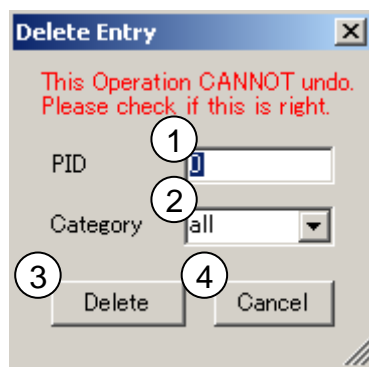 Delete Entry
This Operation CANNOT undo.
Please check if this is right.
1
PID 0
2
Category all
3 4
Delete Cancel